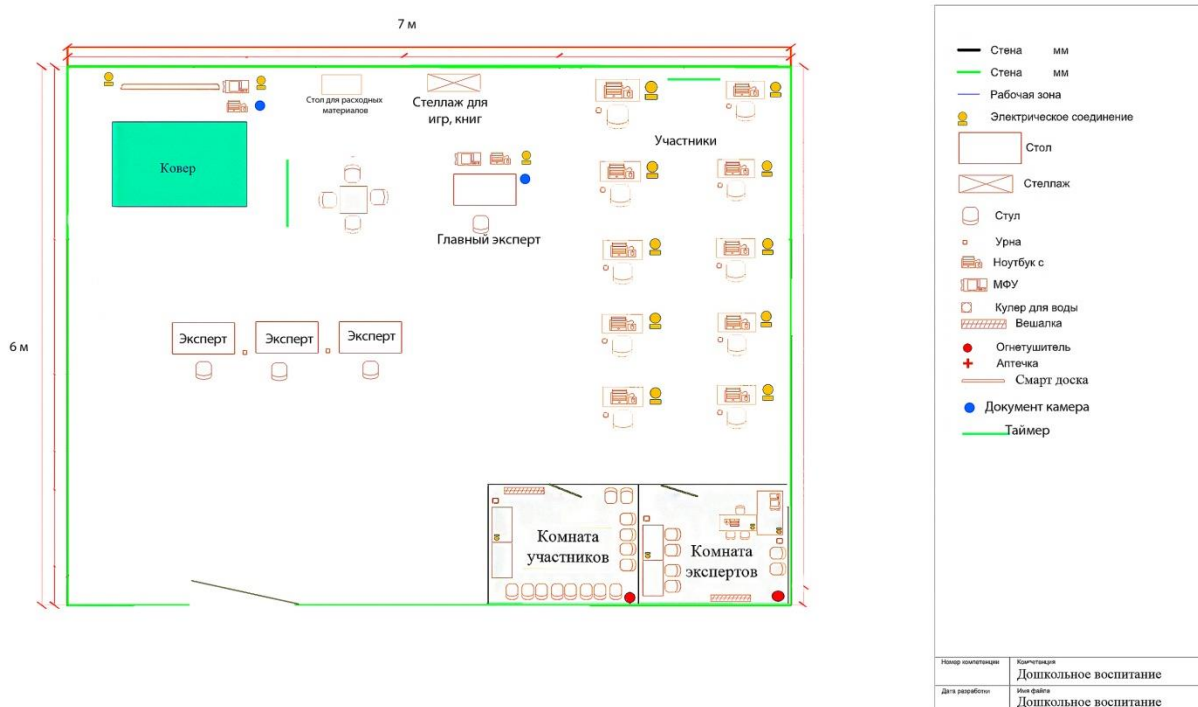 7 м
6 м
Стол для расходных
материалов
Стеллаж для
игр, книг
Участники
Ковер
Главный эксперт
Эксперт
Эксперт
Эксперт
Комната
участников
Комната
экспертов
Стена мм
Стена мм
Рабочая зона
Электрическое соединение
Стол
Стеллаж
Стул
Урна
Ноутбук с
МФУ
Кулер для воды
Вешалка
Огнетушитель
Аптечка
Смарт доска
Документ камера
Таймер
Номер компетенции
Компетенция
Дошкольное воспитание
Дата разработки
Имя файла
Дошкольное воспитание